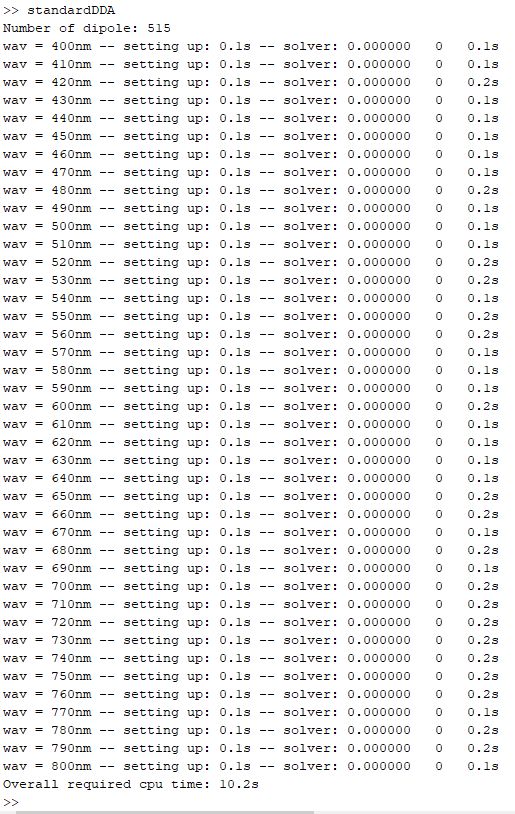 >> standardDDA
Number of dipole: 515
wav = 400nm -- setting up: 0.1s -- solver: 0.000000   0   0.1s
wav = 410nm -- setting up: 0.1s -- solver: 0.000000   0   0.1s
wav = 420nm -- setting up: 0.1s -- solver: 0.000000   0   0.2s
wav = 430nm -- setting up: 0.1s -- solver: 0.000000   0   0.1s
wav = 440nm -- setting up: 0.1s -- solver: 0.000000   0   0.1s
wav = 450nm -- setting up: 0.1s -- solver: 0.000000   0   0.1s
wav = 460nm -- setting up: 0.1s -- solver: 0.000000   0   0.1s
wav = 470nm -- setting up: 0.1s -- solver: 0.000000   0   0.1s
wav = 480nm -- setting up: 0.1s -- solver: 0.000000   0   0.2s
wav = 490nm -- setting up: 0.1s -- solver: 0.000000   0   0.1s
wav = 500nm -- setting up: 0.1s -- solver: 0.000000   0   0.1s
wav = 510nm -- setting up: 0.1s -- solver: 0.000000   0   0.1s
wav = 520nm -- setting up: 0.1s -- solver: 0.000000   0   0.2s
wav = 530nm -- setting up: 0.1s -- solver: 0.000000   0   0.2s
wav = 540nm -- setting up: 0.1s -- solver: 0.000000   0   0.1s
wav = 550nm -- setting up: 0.1s -- solver: 0.000000   0   0.2s
wav = 560nm -- setting up: 0.1s -- solver: 0.000000   0   0.2s
wav = 570nm -- setting up: 0.1s -- solver: 0.000000   0   0.1s
wav = 580nm -- setting up: 0.1s -- solver: 0.000000   0   0.1s
wav = 590nm -- setting up: 0.1s -- solver: 0.000000   0   0.1s
wav = 600nm -- setting up: 0.1s -- solver: 0.000000   0   0.2s
wav = 610nm -- setting up: 0.1s -- solver: 0.000000   0   0.1s
wav = 620nm -- setting up: 0.1s -- solver: 0.000000   0   0.1s
wav = 630nm -- setting up: 0.1s -- solver: 0.000000   0   0.1s
wav = 640nm -- setting up: 0.1s -- solver: 0.000000   0   0.1s
wav = 650nm -- setting up: 0.1s -- solver: 0.000000   0   0.2s
wav = 660nm -- setting up: 0.1s -- solver: 0.000000   0   0.2s
wav = 670nm -- setting up: 0.1s -- solver: 0.000000   0   0.1s
wav = 680nm -- setting up: 0.1s -- solver: 0.000000   0   0.2s
wav = 690nm -- setting up: 0.1s -- solver: 0.000000   0   0.1s
wav = 700nm -- setting up: 0.1s -- solver: 0.000000   0   0.2s
wav = 710nm -- setting up: 0.1s -- solver: 0.000000   0   0.2s
wav = 720nm -- setting up: 0.1s -- solver: 0.000000   0   0.2s
wav = 730nm -- setting up: 0.1s -- solver: 0.000000   0   0.2s
wav = 740nm -- setting up: 0.1s -- solver: 0.000000   0   0.2s
wav = 750nm -- setting up: 0.1s -- solver: 0.000000   0   0.2s
wav = 760nm -- setting up: 0.1s -- solver: 0.000000   0   0.2s
wav = 770nm -- setting up: 0.1s -- solver: 0.000000   0   0.1s
wav = 780nm -- setting up: 0.1s -- solver: 0.000000   0   0.2s
wav = 790nm -- setting up: 0.1s -- solver: 0.000000   0   0.2s
wav = 800nm -- setting up: 0.1s -- solver: 0.000000   0   0.1s
Overall required cpu time: 10.2s
>>